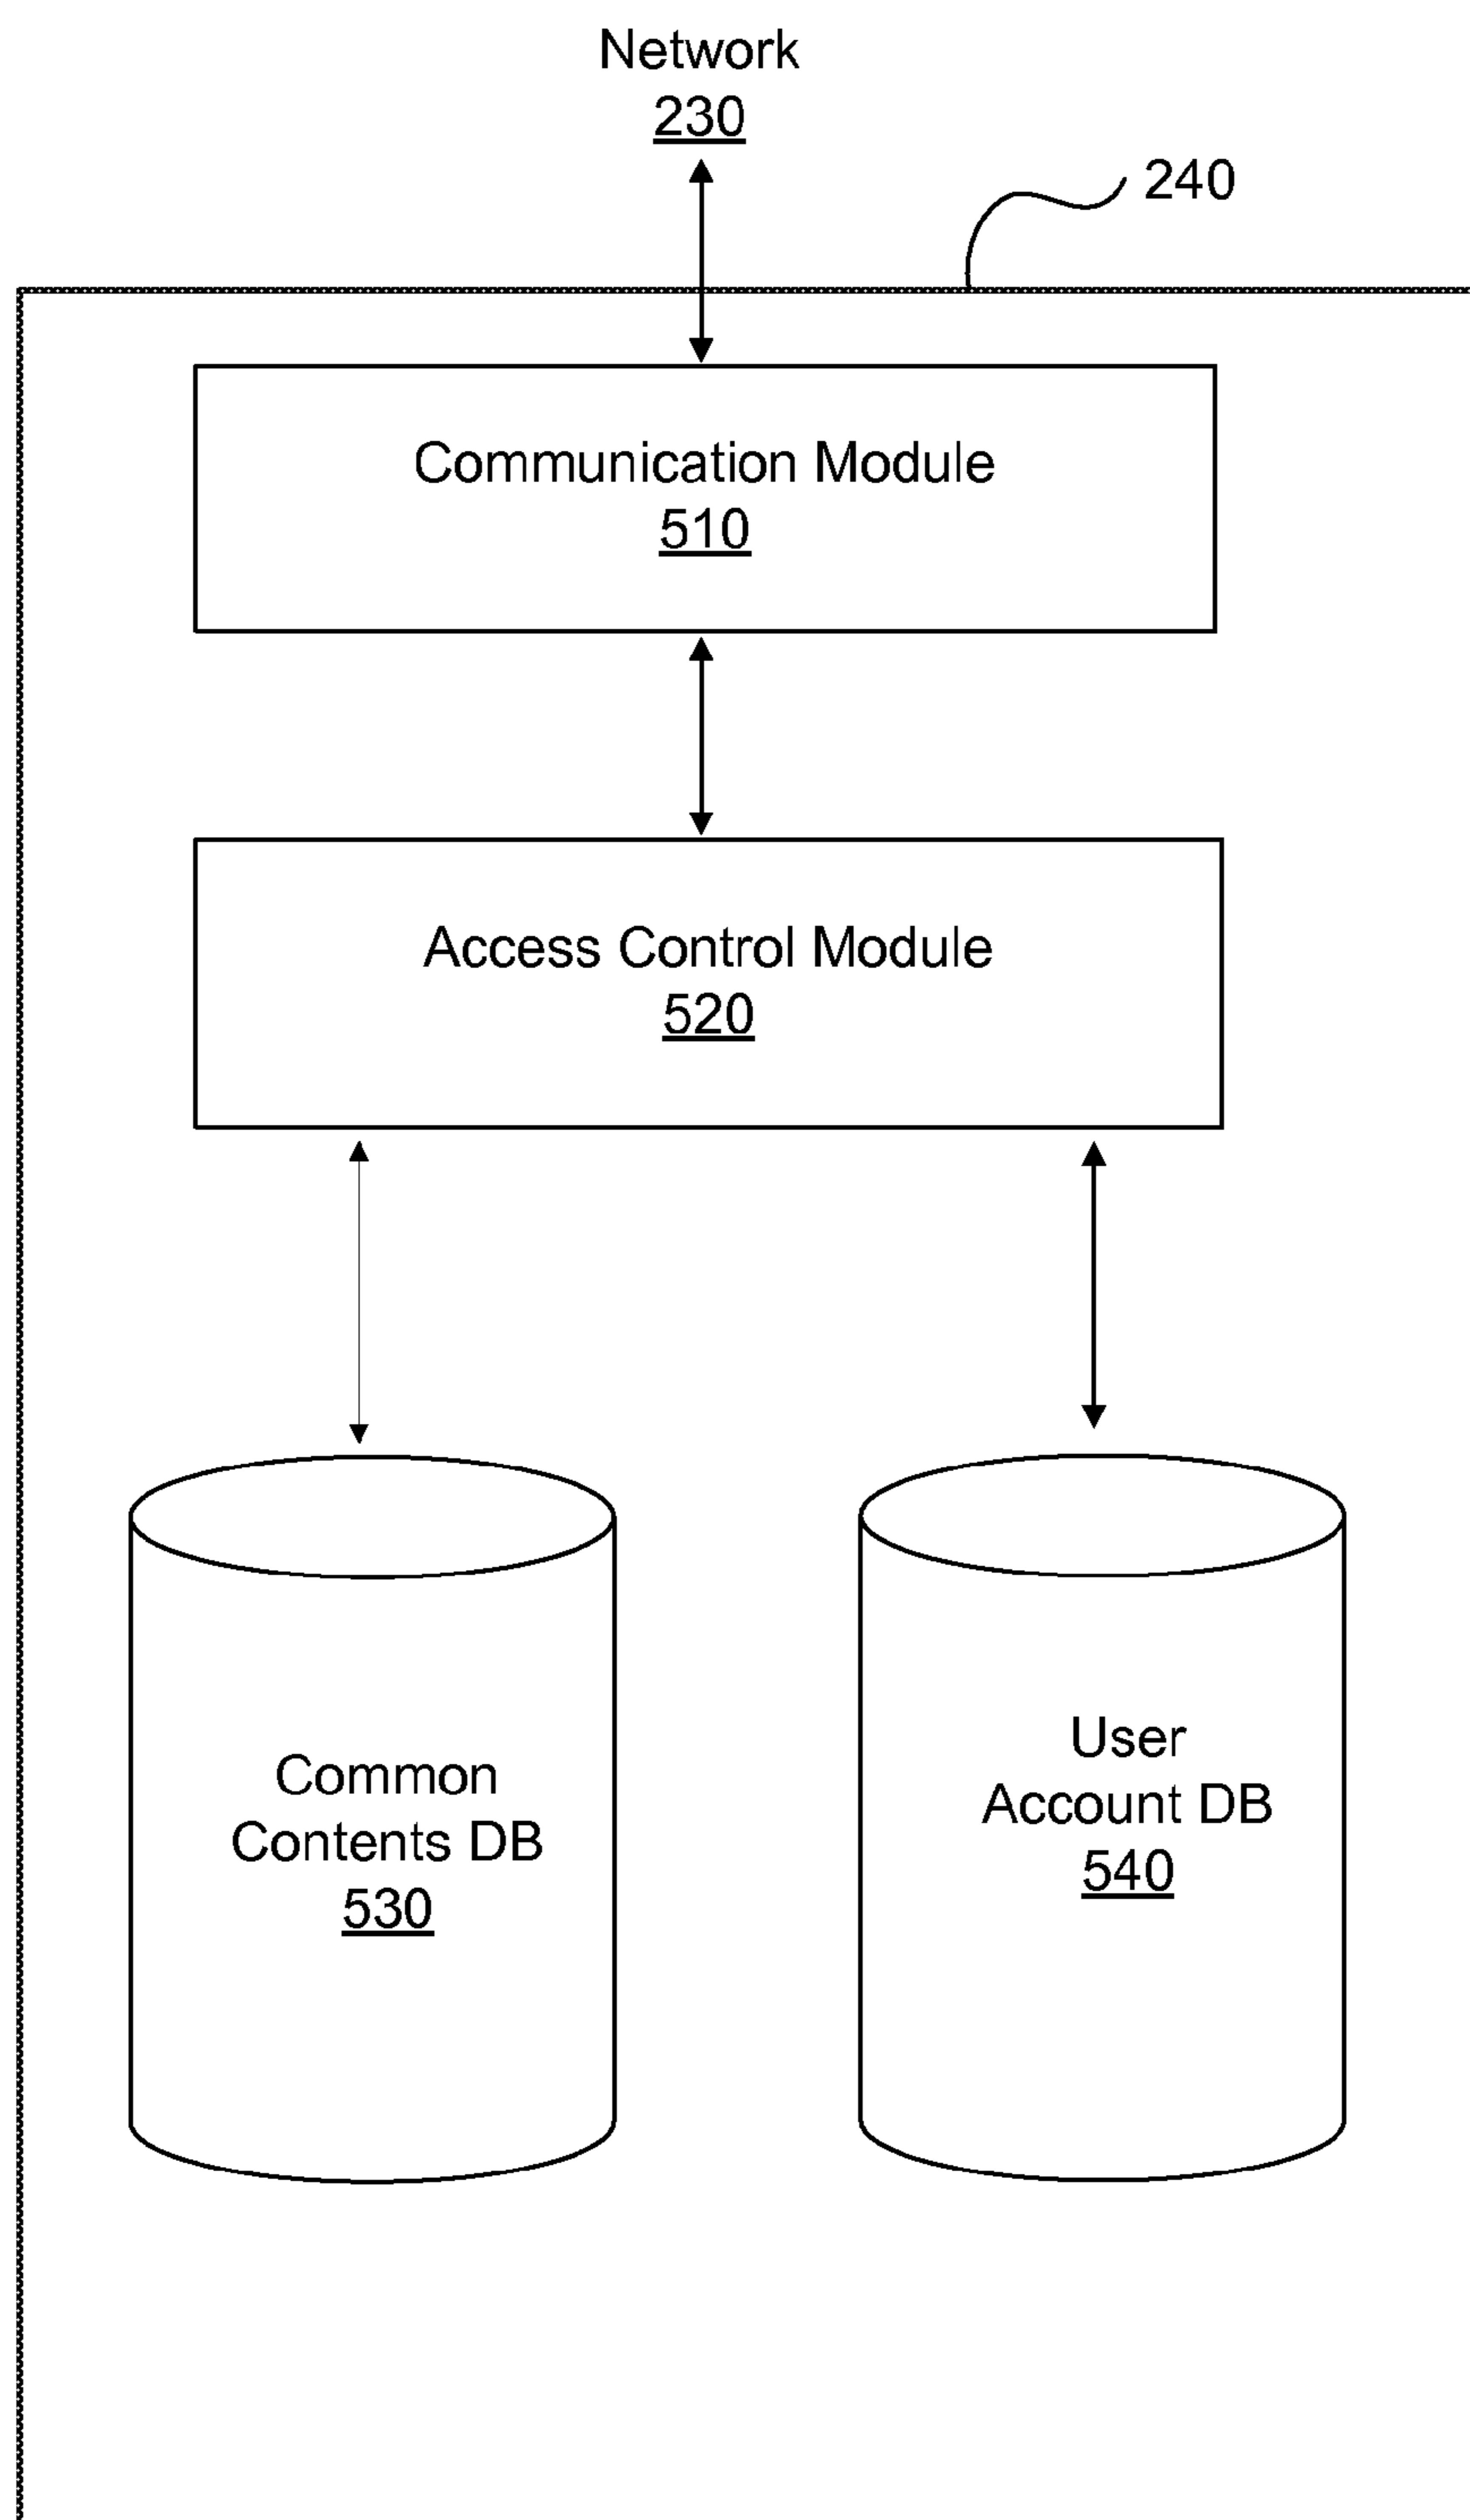 Network
230
240
Communication Module
510
Access Control Module
520
Common
Contents DB
530
User
Account DB
540